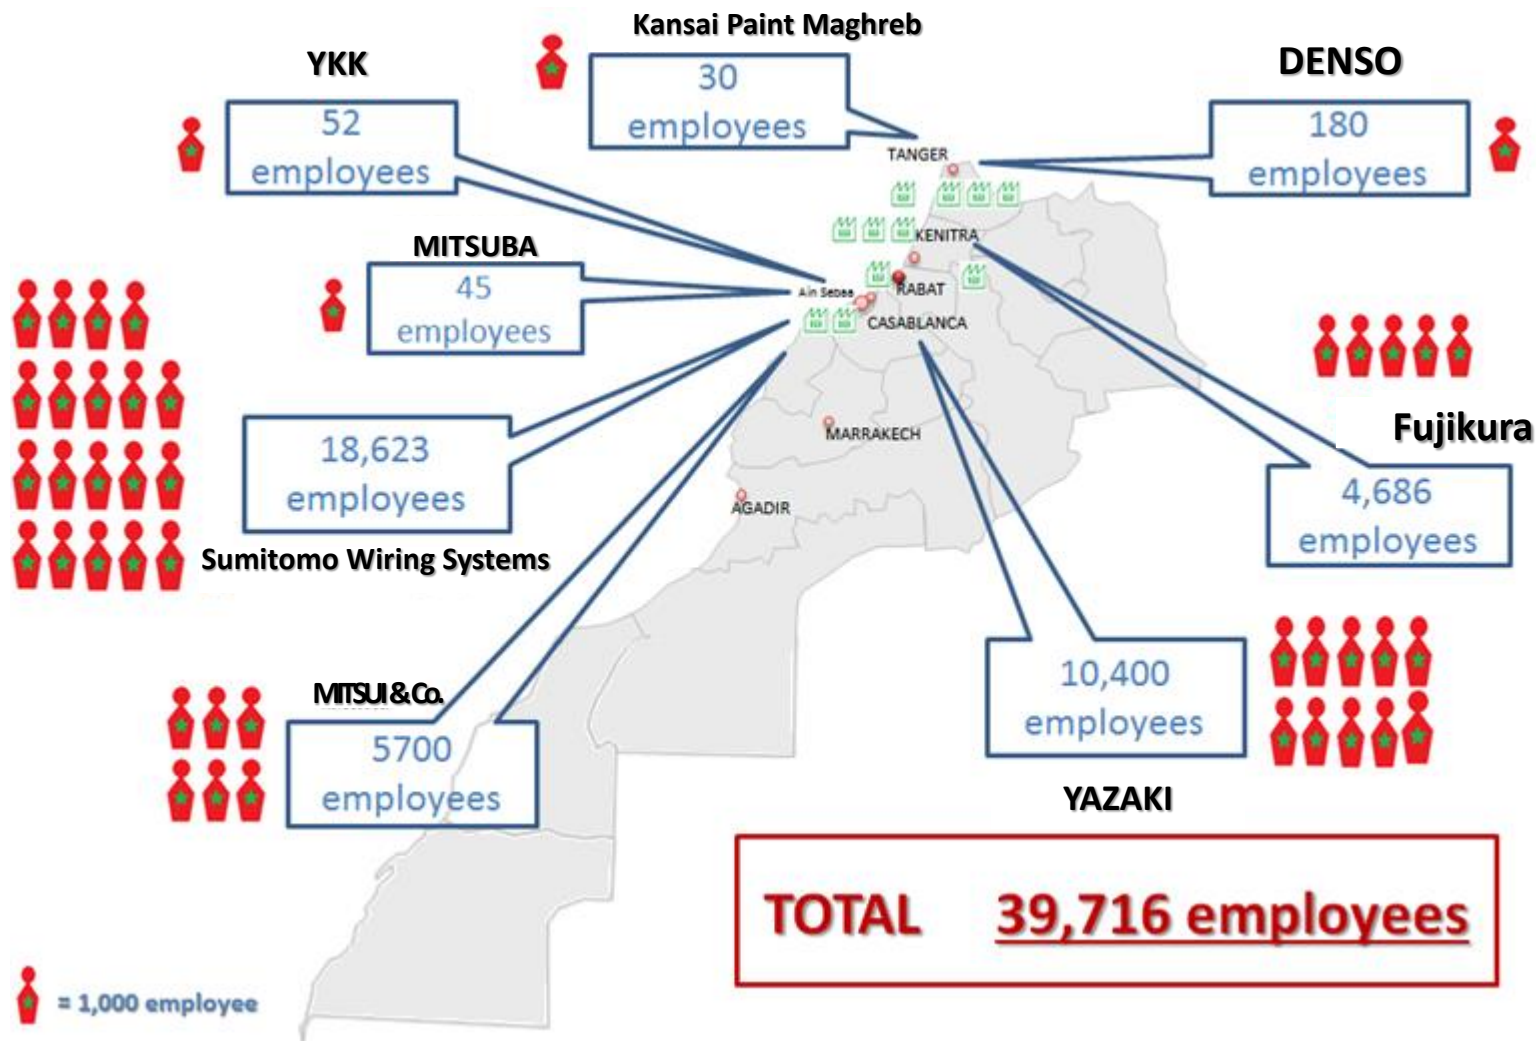 Kansai Paint Maghreb
30
employees
YKK
52
employees
DENSO
180
employees
TANGER
KENITRA
MITSUBA
45
employees
Ain Sebaa
RABAT
CASABLANCA
18,623
employees
Sumitomo Wiring Systems
MARRAKECH
AGADIR
Fujikura
4,686
employees
MITSUI & Co.
5700
employees
10,400
employees
YAZAKI
TOTAL 39,716 employees
= 1,000 employee